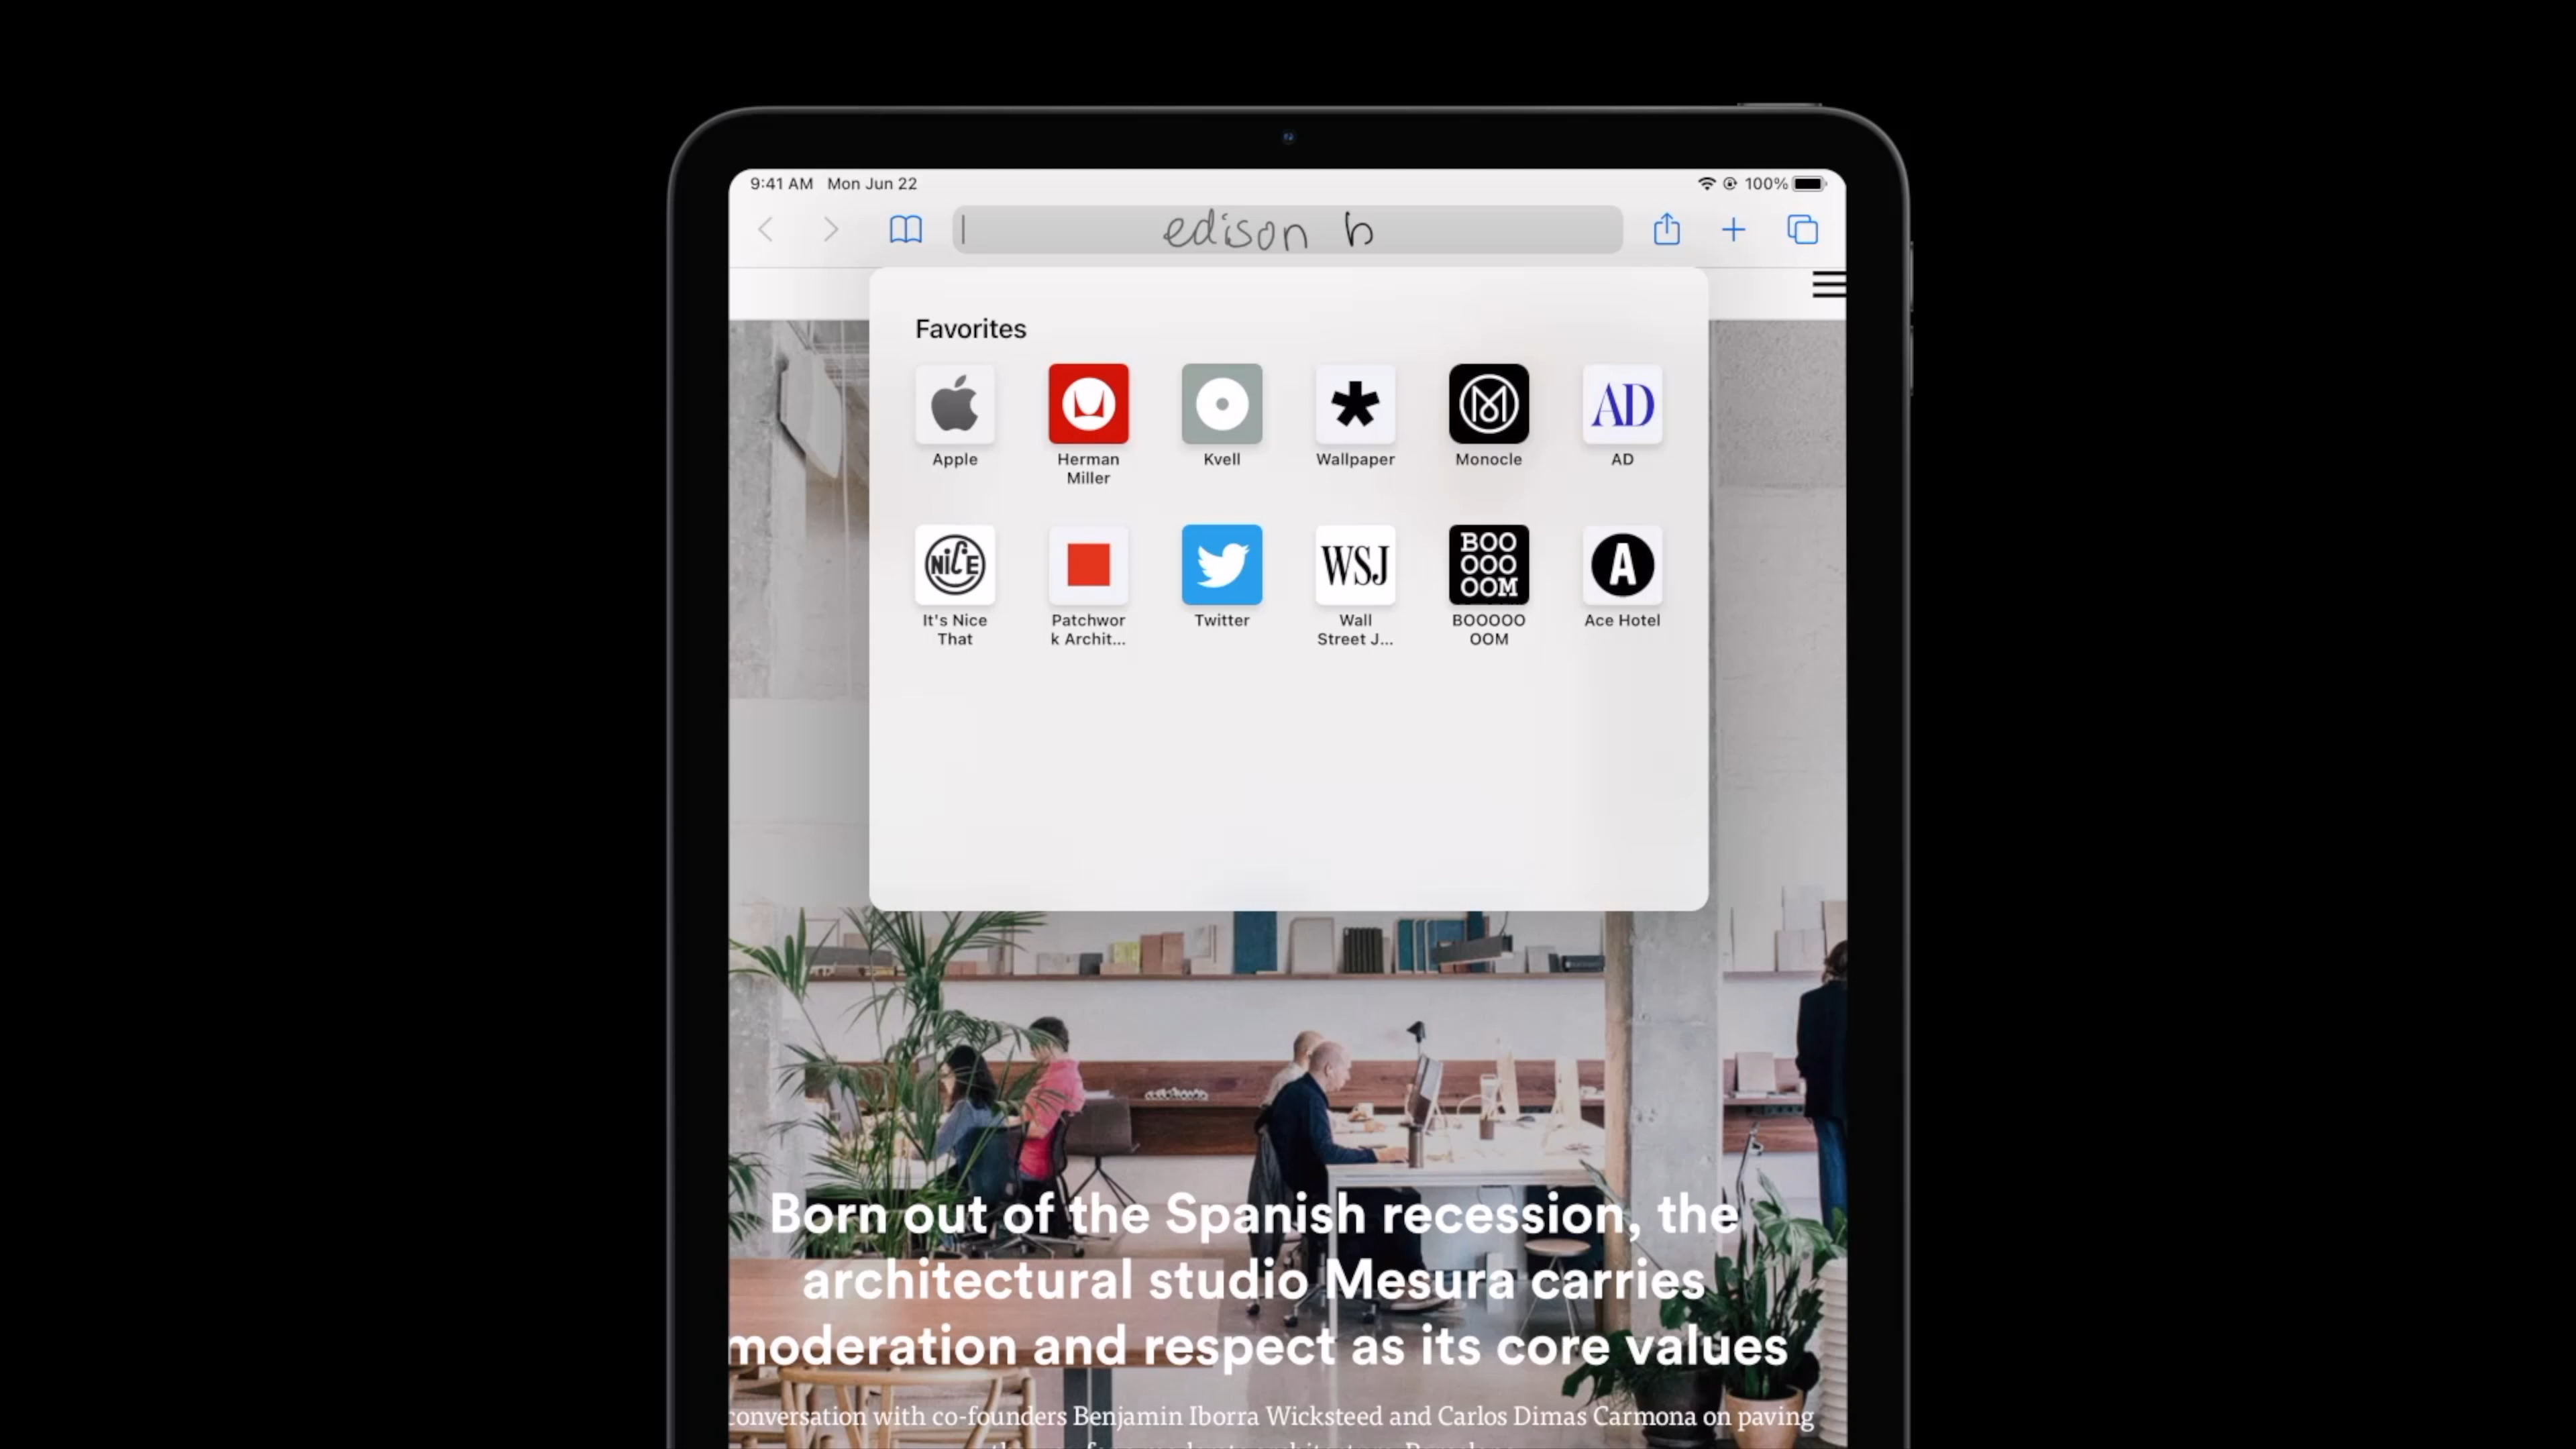 9:41 AM Mon Jun 22
100%
edison h
Favorites
AD
Apple
Herman
Miller
Kvell
Wallpaper
Monocle
AD
NICE
WSJ
BOO
OOO
OOM
A
It's Nice
That
Patchwor
k Archit...
Twitter
Wall
Street J...
BOOOOO
OOM
Ace Hotel
Born out of the Spanish recession, the
architectural studio Mesura carries
moderation and respect as its core values
conversation with co-founders Benjamin Iborra Wicksteed and Carlos Dimas Carmona on paving